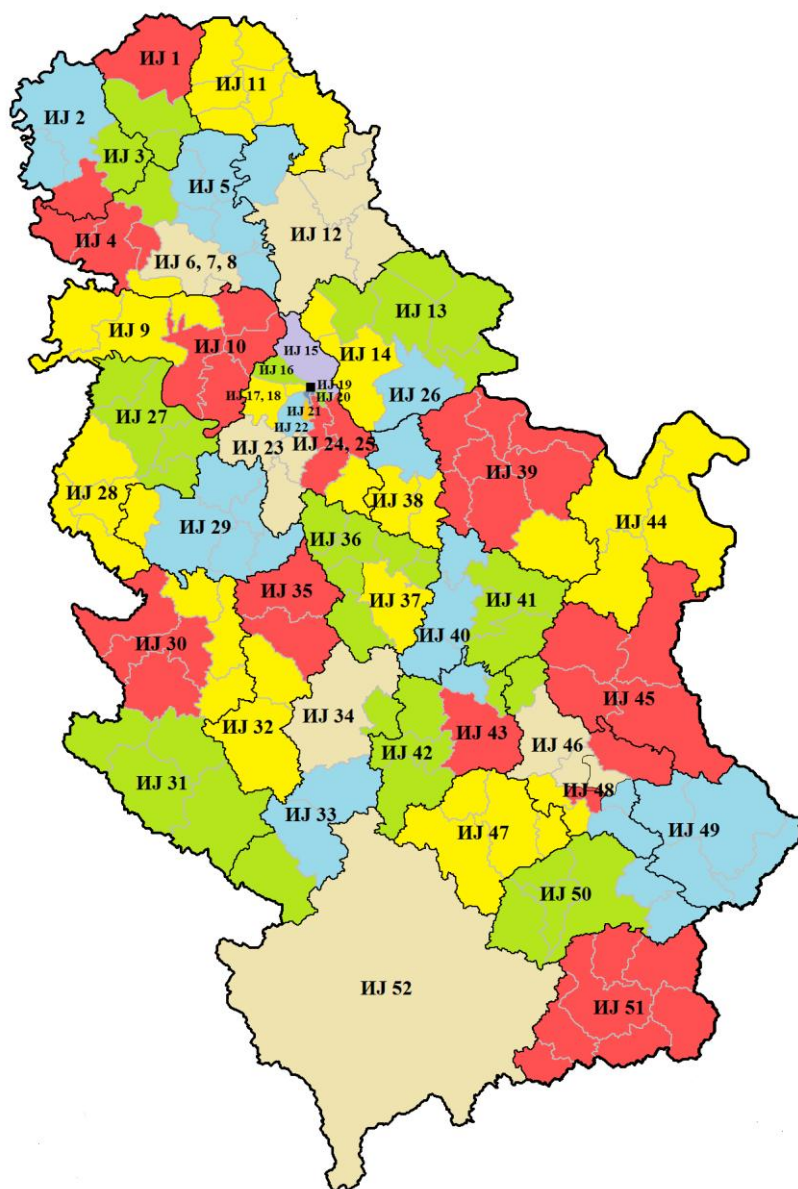 ИЈ 1
ИЈ 11
ИЈ 2
ИЈ 3
ИЈ 5
ИЈ 4
ИЈ 12
ИЈ 6, 7, 8
ИЈ 13
ИЈ 9
ИЈ 10
ИЈ 15
ИЈ 14
ИЈ 16
ИЈ 19
ИЈ 26
ИЈ 17, 18
ИЈ 20
ИЈ 27
ИЈ 21
ИЈ 22
ИЈ 23
ИЈ 24, 25
ИЈ 39
ИЈ 28
ИЈ 38
ИЈ 29
ИЈ 44
ИЈ 36
ИЈ 35
ИЈ 37
ИЈ 41
ИЈ 30
ИЈ 40
ИЈ 34
ИЈ 45
ИЈ 32
ИЈ 43
ИЈ 46
ИЈ 42
ИЈ 31
ИЈ 48
ИЈ 33
ИЈ 47
ИЈ 49
ИЈ 50
ИЈ 52
ИЈ 51